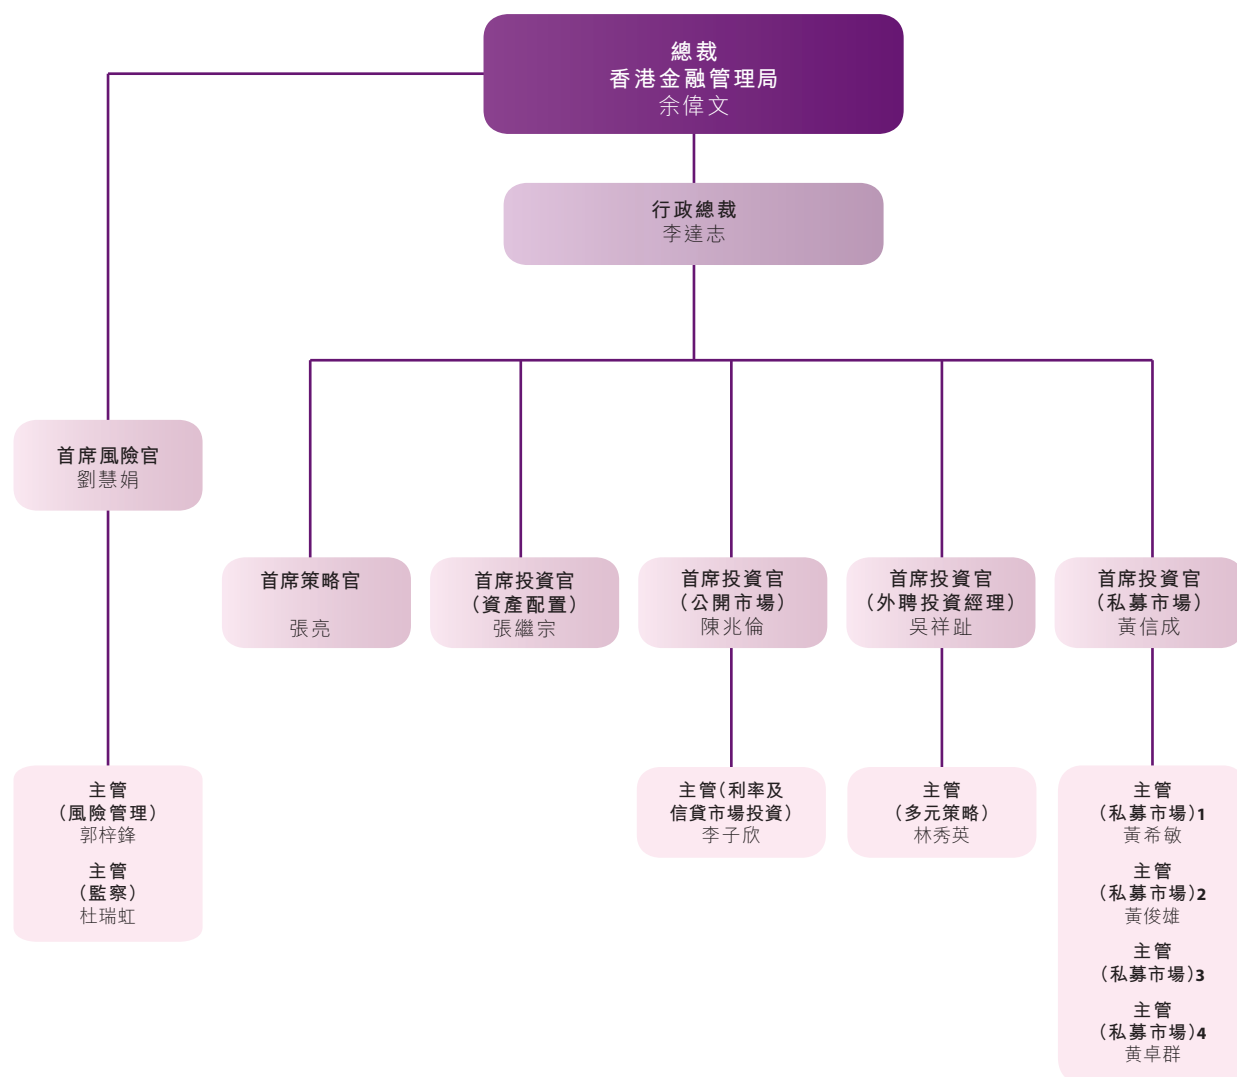 總裁
香港金融管理局
余偉文
行政總裁
李達志
首席風險官
劉慧娟
首席策略官
張亮
首席投資官
（資產配置）
張繼宗
首席投資官
（公開市場）
陳兆倫
首席投資官
（外聘投資經理）
吳祥趾
首席投資官
（私募市場）
黃信成
主管
（風險管理）
郭梓鋒
主管
（監察）
杜瑞虹
主管（利率及
信貸市場投資）
李子欣
主管
（多元策略）
林秀英
主管
（私募市場）1
黃希敏
主管
（私募市場）2
黃俊雄
主管
（私募市場）3
主管
（私募市場）4
黄卓群